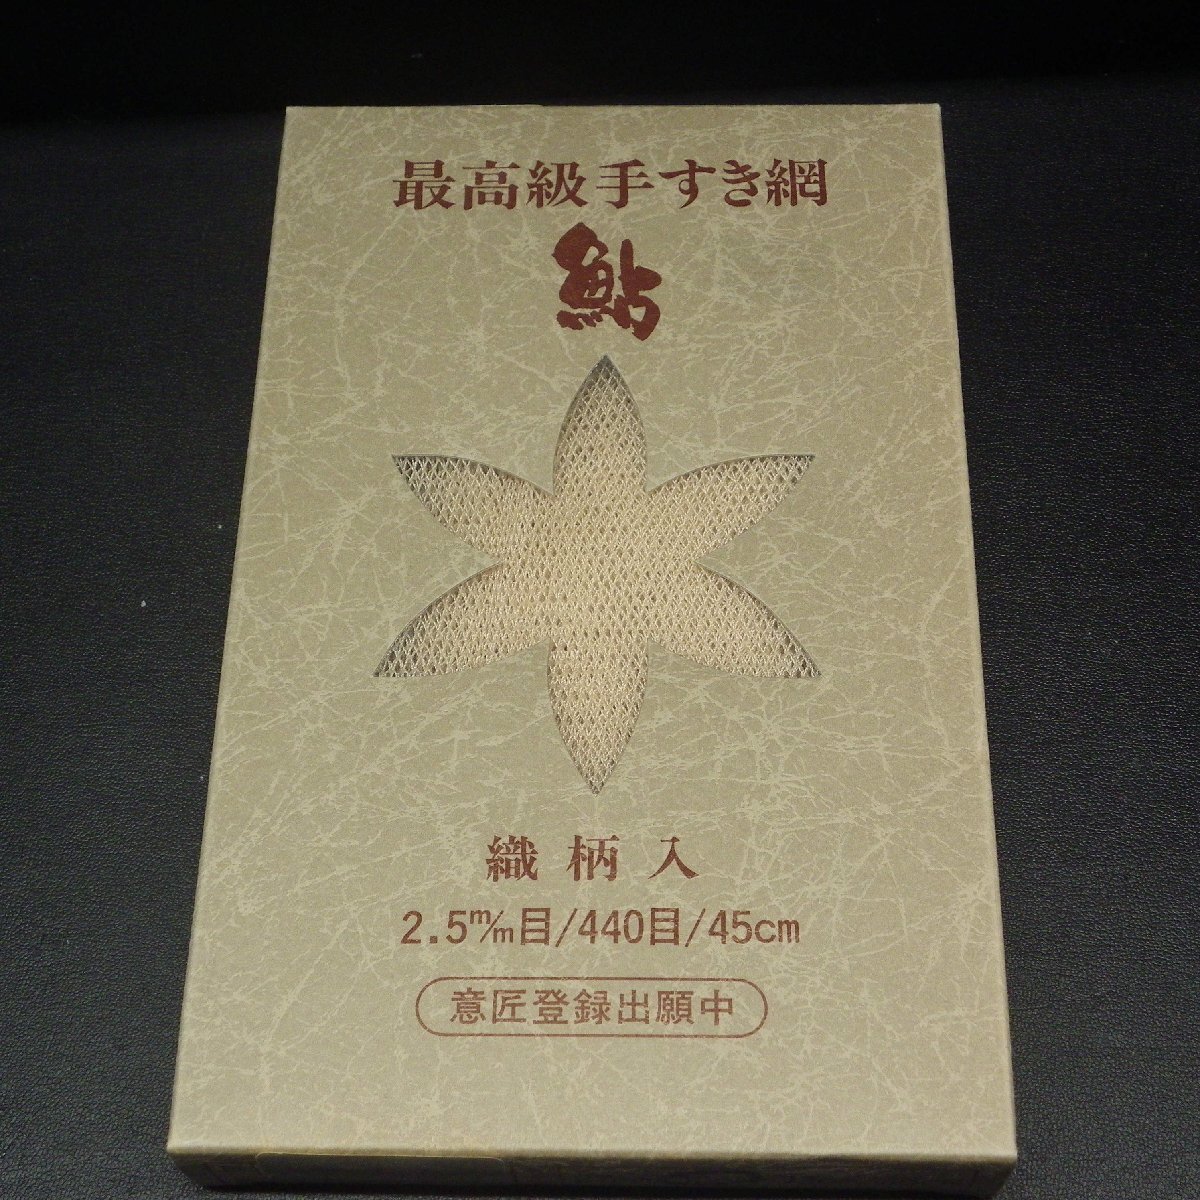 最高級手すき網
鮎
織柄入
2.5m/m目/440目/45cm
意匠登録出願中